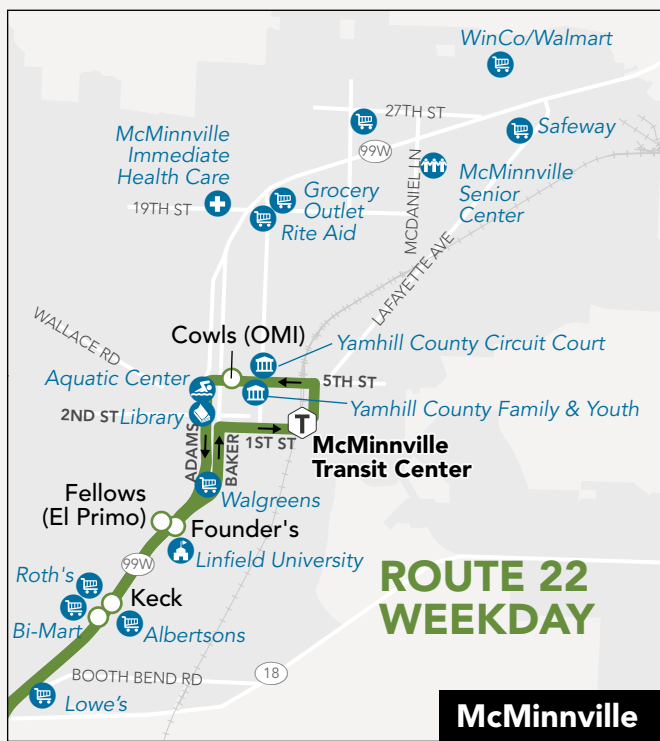 WinCo/Walmart
27TH ST
99W
Safeway
McMinnville
Immediate
Health Care
MCDANIEL LN
McMinnville
Senior
Center
19TH ST
Grocery
Outlet
Rite Aid
LAFAYETTE AVE
WALLACE RD
Cowls (OMI)
Yamhill County Circuit Court
Aquatic Center
5TH ST
2ND ST
Library
Yamhill County Family & Youth
ADAMS
BAKER
1ST ST
T
McMinnville
Transit Center
Walgreens
Fellows
(El Primo)
Founder's
99W
Linfield University
Roth's
Keck
Bi-Mart
Albertsons
ROUTE 22
WEEKDAY
BOOTH BEND RD
18
Lowe's
McMinnville